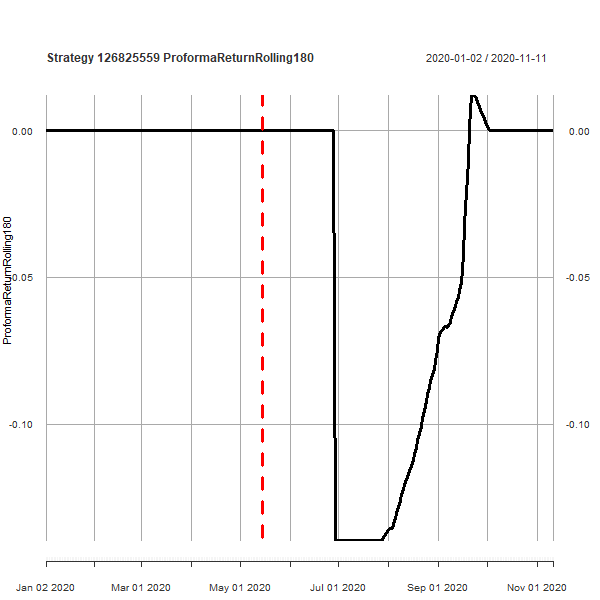 Strategy 126825559 ProformaReturnRolling180
2020-01-02 / 2020-11-11
ProformaReturnRolling180
0.00
0.00
-0.05
-0.05
-0.10
-0.10
Jan 02 2020
Mar 01 2020
May 01 2020
Jul 01 2020
Sep 01 2020
Nov 01 2020